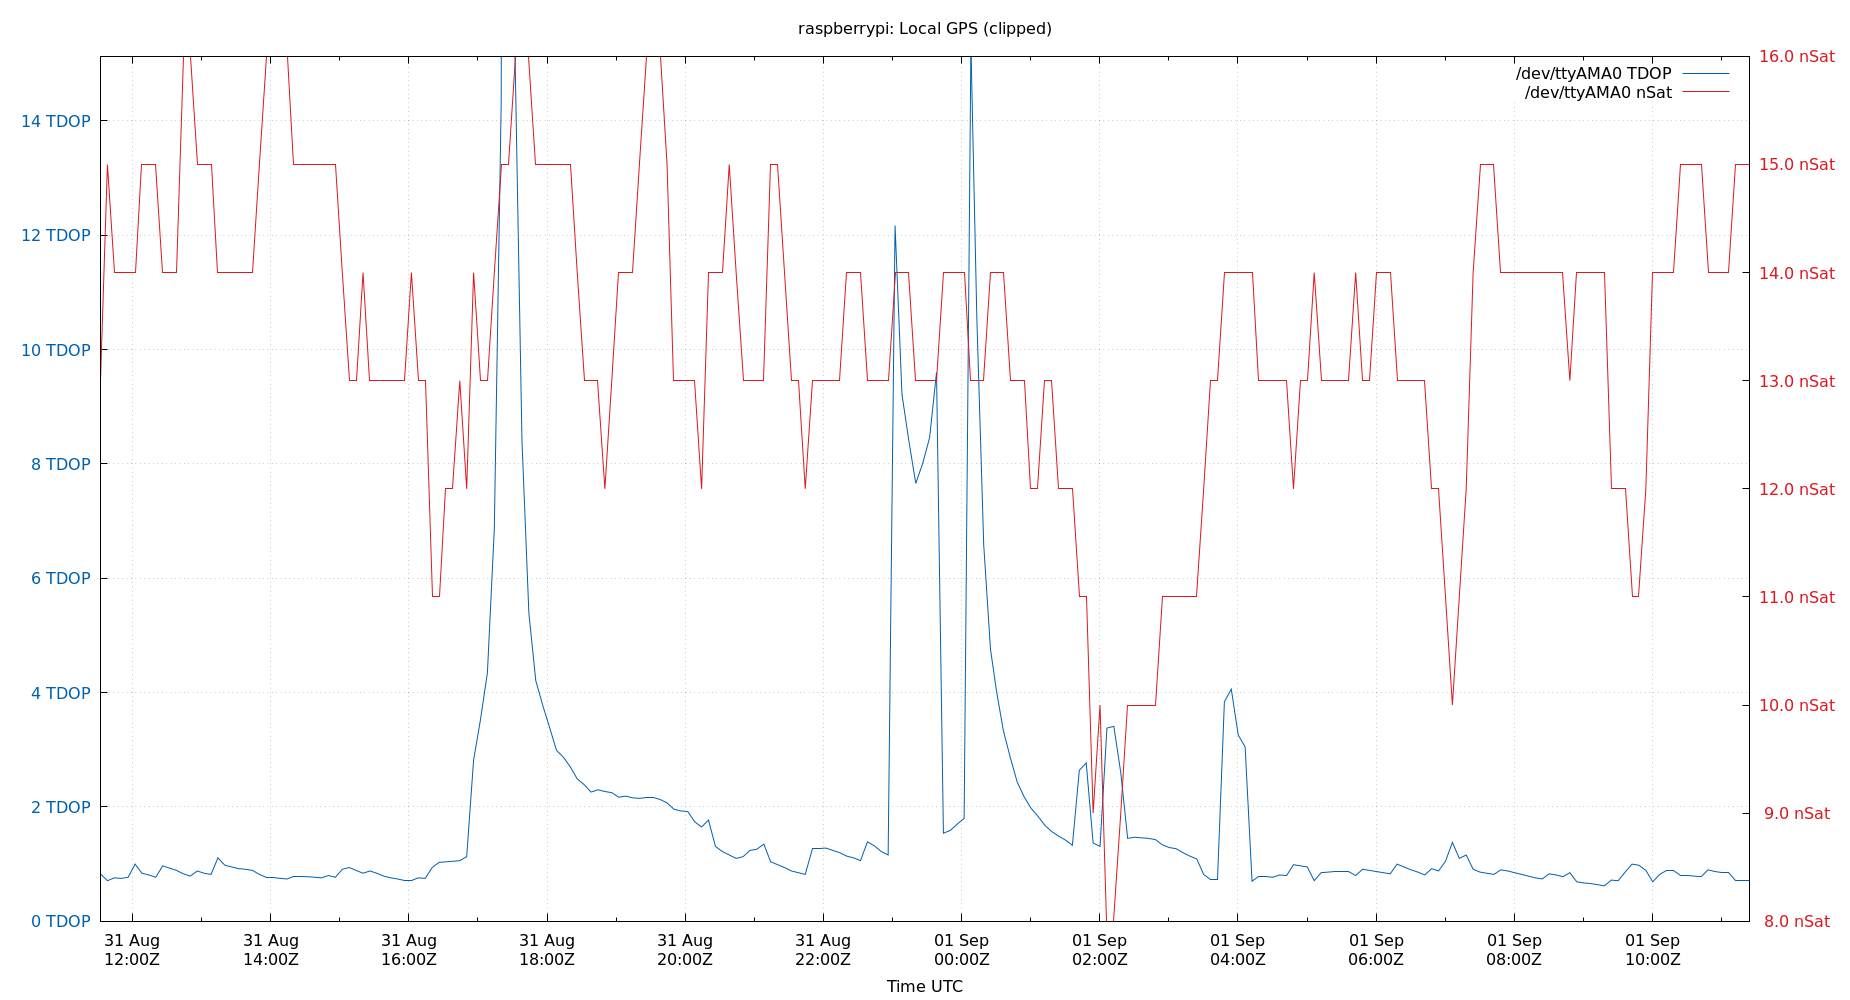 raspberrypi: Local GPS (clipped)
/dev/ttyAMA0 TDOP
/dev/ttyAMA0 nSat
14 TDOP
12 TDOP
10 TDOP
8 TDOP
6 TDOP
4 TDOP
2 TDOP
0 TDOP
16.0 nSat
15.0 nSat
14.0 nSat
13.0 nSat
12.0 nSat
11.0 nSat
10.0 nSat
9.0 nSat
8.0 nSat
31 Aug
12:00Z
31 Aug
14:00Z
31 Aug
16:00Z
31 Aug
18:00Z
31 Aug
20:00Z
31 Aug
22:00Z
01 Sep
00:00Z
01 Sep
02:00Z
01 Sep
04:00Z
01 Sep
06:00Z
01 Sep
08:00Z
01 Sep
10:00Z
Time UTC